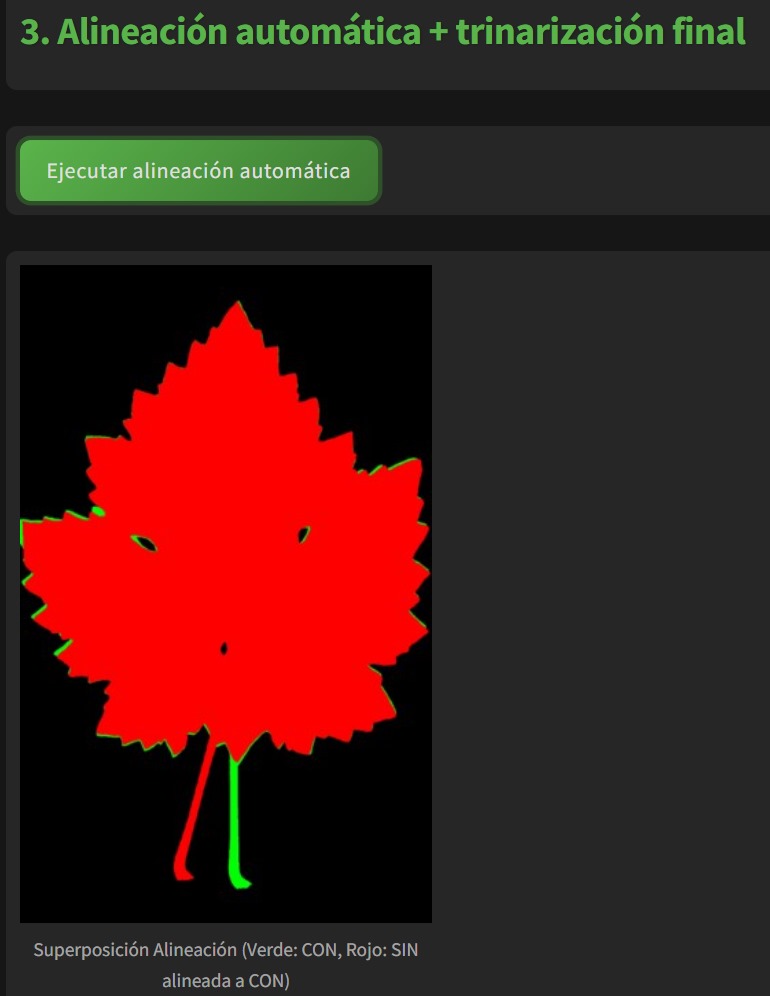 3. Alineación automática + trinarización final
Ejecutar alineación automática
Superposición Alineación (Verde: CON, Rojo: SIN
alineada a CON)